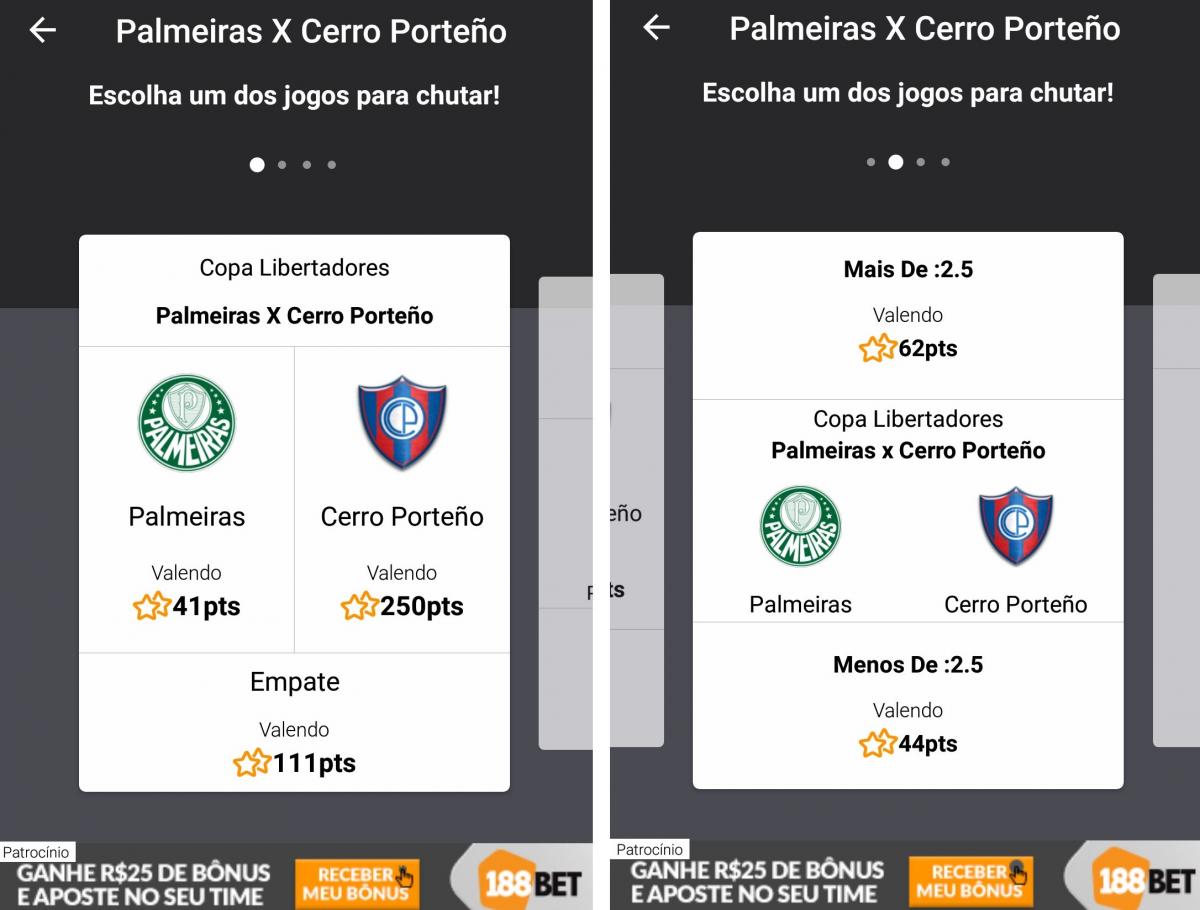 Palmeiras X Cerro Porteño
Escolha um dos jogos para chutar!
Copa Libertadores
Palmeiras X Cerro Porteño
PALMEIRAS
Palmeiras
Cerro Porteño
Valendo
41pts
Valendo
250pts
Empate
Valendo
111pts
Patrocínio
GANHE R$25 DE BÔNUS
E APOSTE NO SEU TIME
RECEBER
MEU BÔNUS
188BET
Palmeiras X Cerro Porteño
Escolha um dos jogos para chutar!
Mais De :2.5
Valendo
62pts
Copa Libertadores
Palmeiras x Cerro Porteño
PALMEIRAS
Palmeiras
Cerro Porteño
eño
ts
Menos De :2.5
Valendo
44pts
Patrocínio
GANHE R$25 DE BÔNUS
E APOSTE NO SEU TIME
RECEBER
MEU BÔNUS
188BET